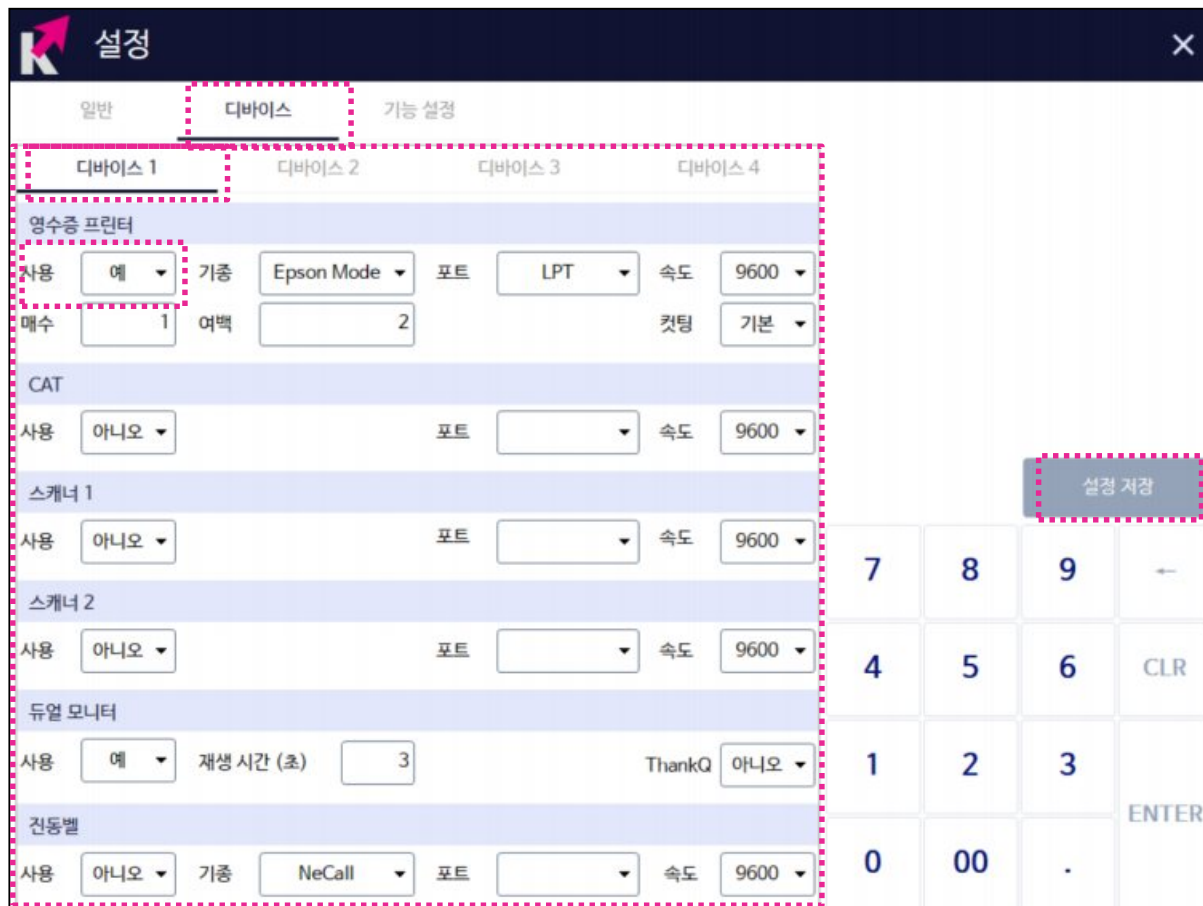 K 설정 ×
일반 디바이스 기능 설정
디바이스 1 디바이스 2 디바이스 3 디바이스 4
영수증 프린터
사용 예 기종 Epson Mode 포트 LPT 속도 9600
매수 1 여백 2 컷팅 기본
CAT
사용 아니오 포트 속도 9600
설정 저장
스캐너 1
사용 아니오 포트 속도 9600
7 8 9 ←
스캐너 2
사용 아니오 포트 속도 9600
4 5 6 CLR
듀얼 모니터
사용 예 재생 시간 (초) 3 ThankQ 아니오
1 2 3
ENTER
진동벨
사용 아니오 기종 NeCall 포트 속도 9600
0 00 .